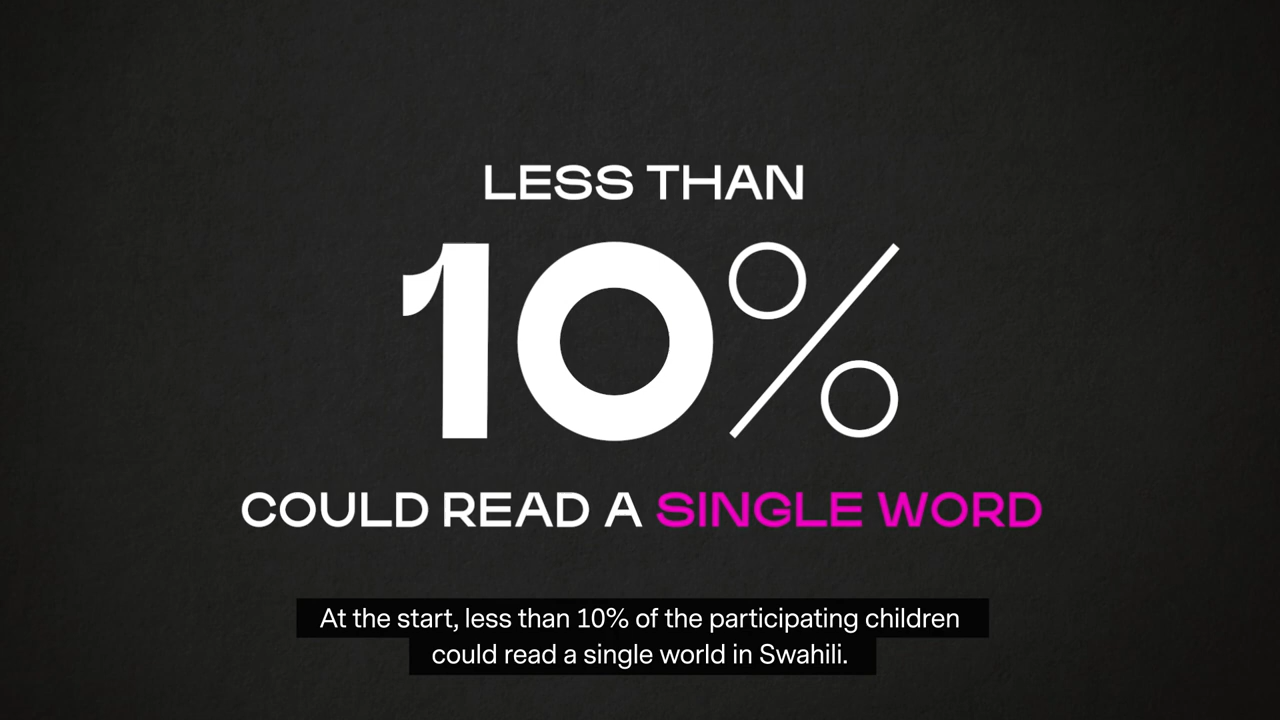 LESS THAN
10%
COULD READ A SINGLE WORD
At the start, less than 10% of the participating children
could read a single world in Swahili.